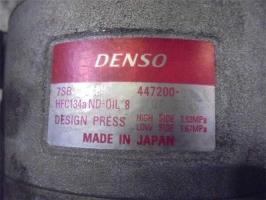 DENSO
7SB 447200-
HFC134a ND-OIL 8
DESIGN PRESS HIGH SIDE 3.53MPa
LOW SIDE 1.67MPa
MADE IN JAPAN